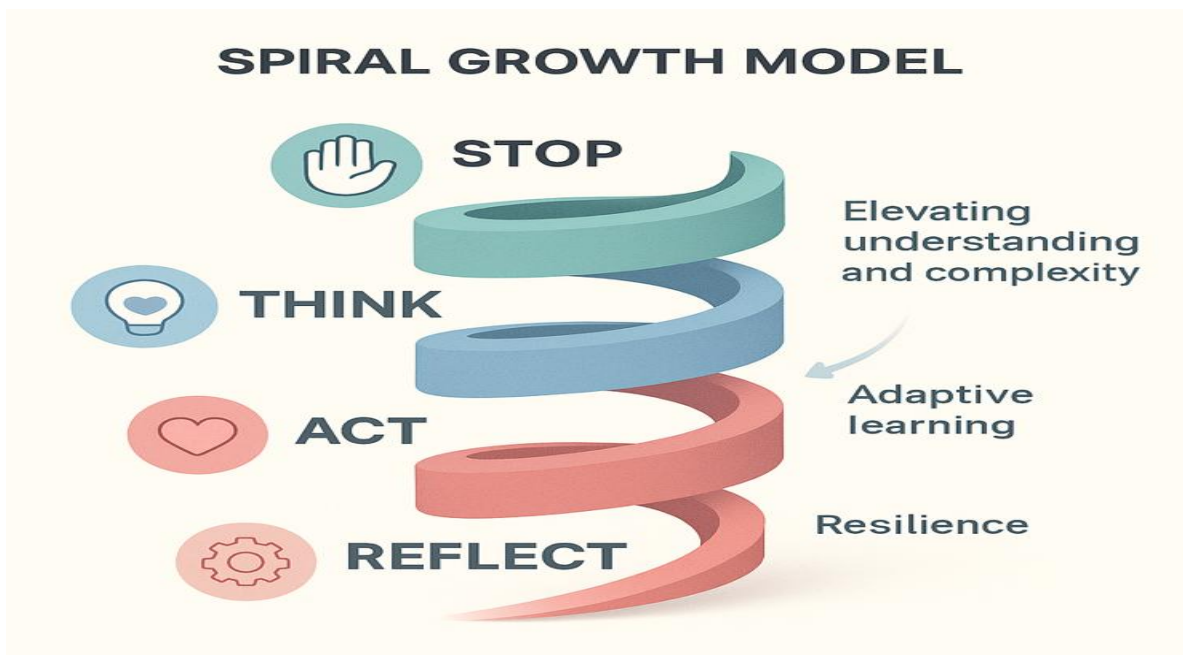 SPIRAL GROWTH MODEL
STOP
THINK
ACT
REFLECT
Elevating
understanding
and complexity
Adaptive
learning
Resilience